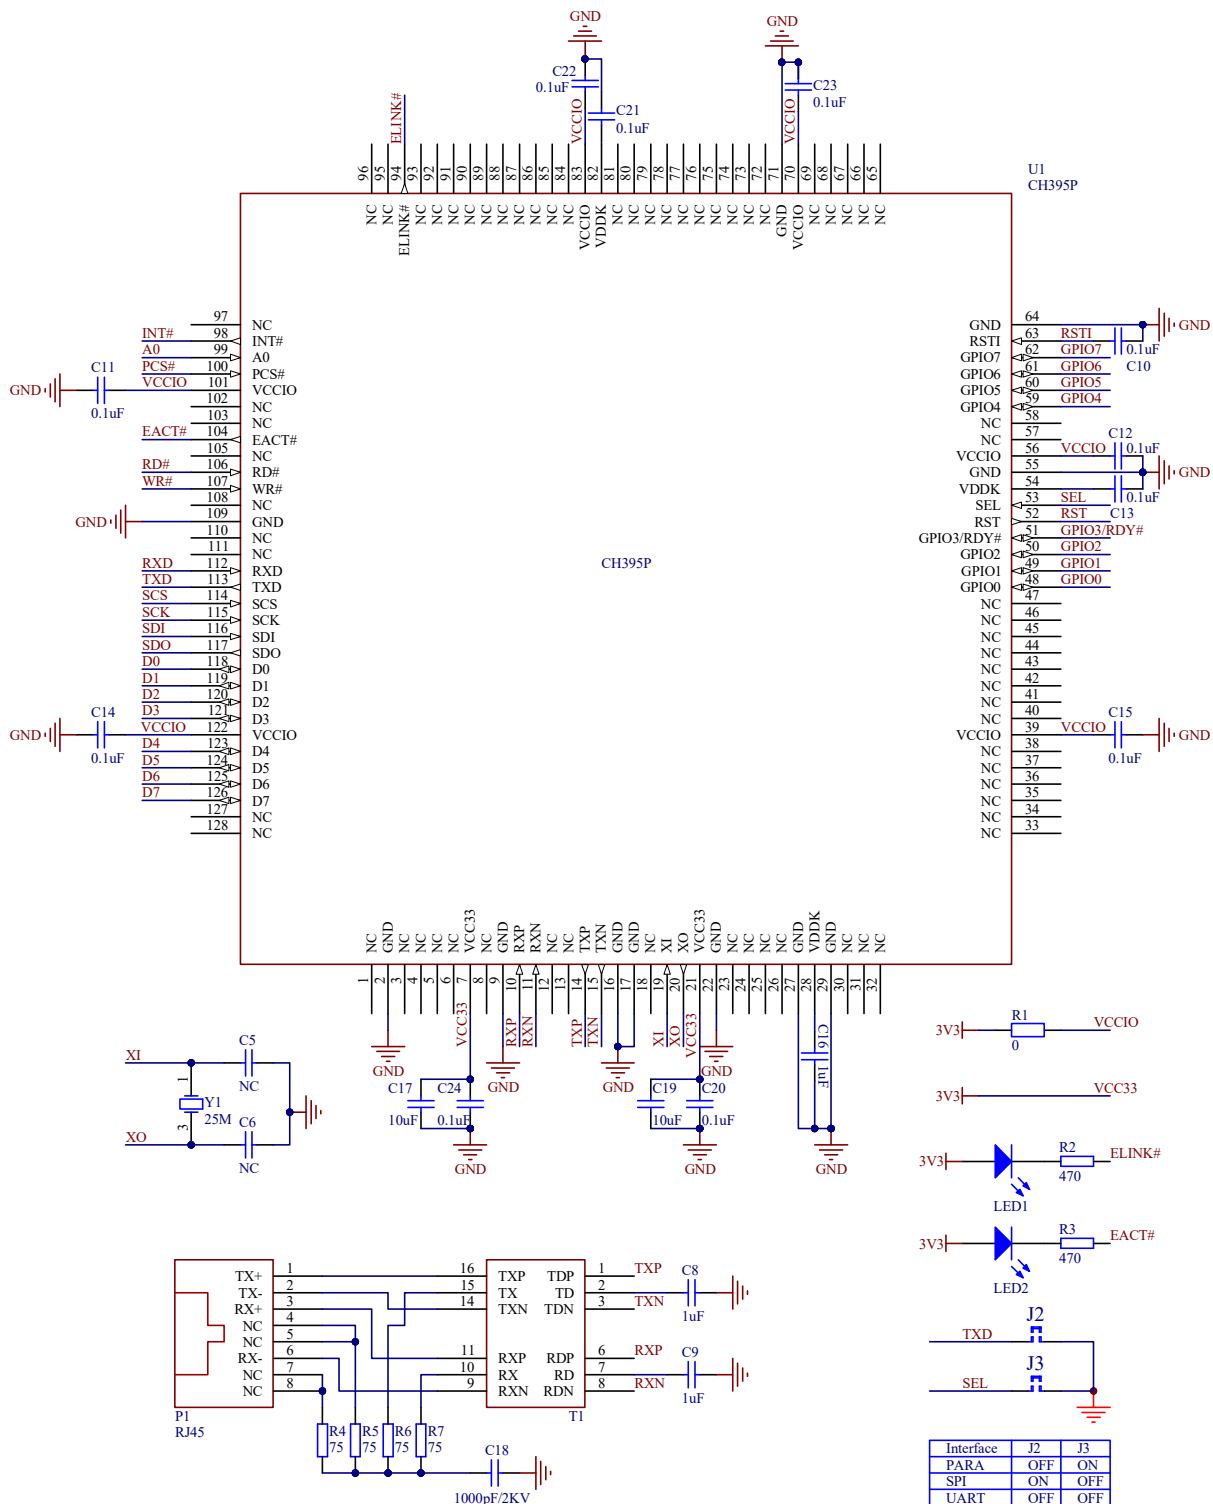 GND
GND
C22
0.1uF
C21
0.1uF
C23
0.1uF
ELINK#
VCCIO
VCCIO
96 95 94 93 92 91 90 89 88 87 86 85 84 83 82 81 80 79 78 77 76 75 74 73 72 71 70 69 68 67 66 65
NC NC ELINK# NC NC NC NC NC NC NC NC NC NC VCCIO VDDK NC NC NC NC NC NC NC NC NC NC GND VCCIO NC NC NC NC NC
U1
CH395P
97 NC
INT# 98 INT#
A0 99 A0
PCS# 100 PCS#
GND C11 0.1uF VCCIO 101 VCCIO
102 NC
103 NC
EACT# 104 EACT#
105 NC
RD# 106 RD#
WR# 107 WR#
108 NC
GND 109 GND
110 NC
111 NC
RXD 112 RXD
TXD 113 TXD
SCS 114 SCS
SCK 115 SCK
SDI 116 SDI
SDO 117 SDO
D0 118 D0
D1 119 D1
D2 120 D2
D3 121 D3
GND C14 0.1uF VCCIO 122 VCCIO
D4 123 D4
D5 124 D5
D6 125 D6
D7 126 D7
127 NC
128 NC
CH395P
GND 64 GND
RSTI 63 RSTI 0.1uF C10
GPIO7 62 GPIO7
GPIO6 61 GPIO6
GPIO5 60 GPIO5
GPIO4 59 GPIO4
NC 58
NC 57
VCCIO 56 VCCIO C12 0.1uF
GND 55 GND
VDDK 54 0.1uF C13
SEL 53 SEL
RST 52 RST
GPIO3/RDY# 51 GPIO3/RDY#
GPIO2 50 GPIO2
GPIO1 49 GPIO1
GPIO0 48 GPIO0
NC 47
NC 46
NC 45
NC 44
NC 43
NC 42
NC 41
NC 40
VCCIO 39 VCCIO C15 0.1uF GND
NC 38
NC 37
NC 36
NC 35
NC 34
NC 33
NC GND NC NC NC NC VCC33 NC GND RXP RXN NC NC TXP TXN GND GND NC XI XO VCC33 GND NC NC NC NC GND VDDK GND NC NC NC
1 2 3 4 5 6 7 8 9 10 11 12 13 14 15 16 17 18 19 20 21 22 23 24 25 26 27 28 29 30 31 32
VCC33 RXP RXN TXP TXN XI XO VCC33
GND GND GND GND
C17 10uF
C24 0.1uF
GND
C19 10uF
C20 0.1uF
GND
C16 1uF
GND
XI
C5
NC
1
Y1
25M
3
XO
C6
NC
3V3 R1 0 VCCIO
3V3 VCC33
3V3 LED1 R2 470 ELINK#
3V3 LED2 R3 470 EACT#
TX+ 1
TX- 2
RX+ 3
NC 4
NC 5
RX- 6
NC 7
NC 8
P1
RJ45
16 TXP TDP 1 TXP
15 TX TD 2 C8 1uF
14 TXN TDN 3 TXN
11 RXP RDP 6 RXP
10 RX RD 7 C9 1uF
9 RXN RDN 8 RXN
T1
R4 75
R5 75
R6 75
R7 75
C18
1000pF/2KV
J2
TXD
J3
SEL
Interface J2 J3
PARA OFF ON
SPI ON OFF
UART OFF OFF